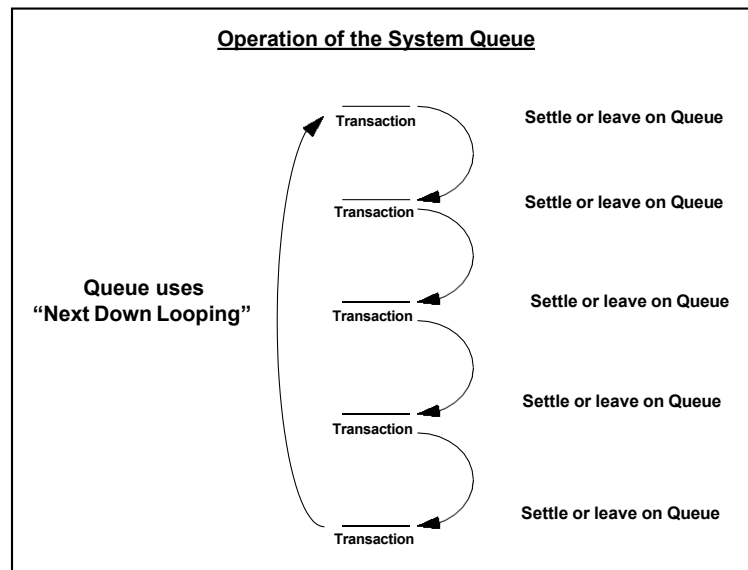 Operation of the System Queue
Transaction
Settle or leave on Queue
Transaction
Settle or leave on Queue
Queue uses
“Next Down Looping”
Transaction
Settle or leave on Queue
Transaction
Settle or leave on Queue
Transaction
Settle or leave on Queue